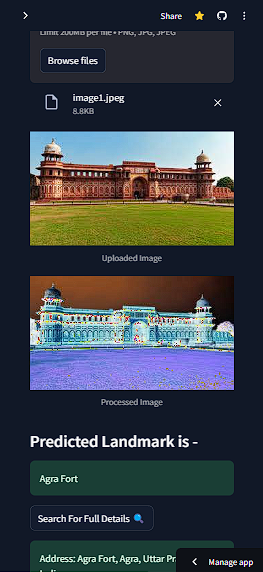 Share
Limit 200MB per file • PNG, JPG, JPEG
Browse files
image1.jpeg
8.8KB
Uploaded Image
Processed Image
Predicted Landmark is -
Agra Fort
Search For Full Details 🔍
Address: Agra Fort, Agra, Uttar
Manage app